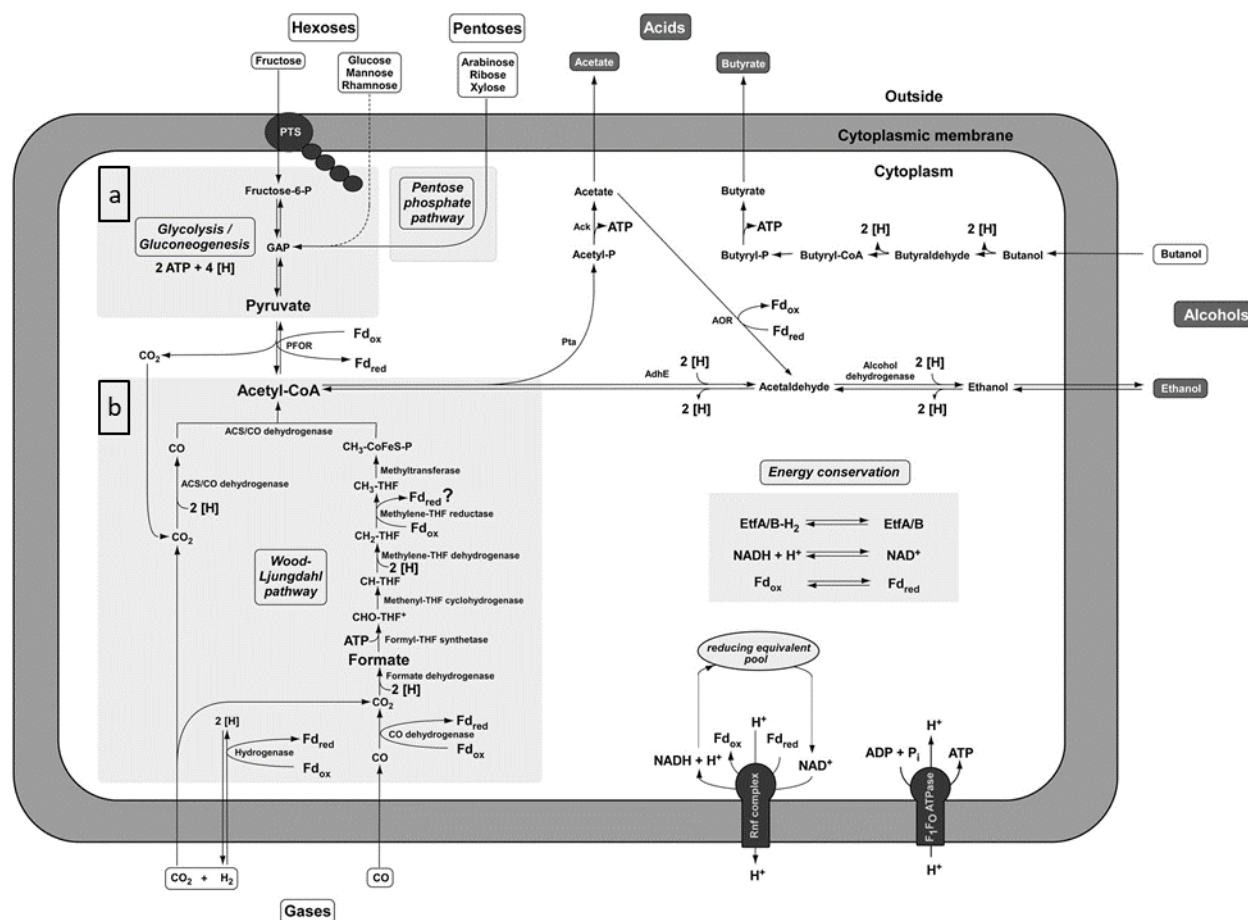 Hexoses
Pentoses
Acids
Fructose
Glucose
Mannose
Rhamnose
Arabinose
Ribose
Xylose
Acetate
Butyrate
Outside
Cytoplasmic membrane
Cytoplasm
PTS
a
Fructose-6-P
Glycolysis /
Gluconeogenesis
2 ATP + 4 [H]
GAP
Pyruvate
Pentose
phosphate
pathway
Acetate
Ack
ATP
Acetyl-P
Pta
Butyrate
ATP
Butyryl-P
Butyryl-CoA
2 [H]
Butyraldehyde
2 [H]
Butanol
Butanol
Alcohols
CO2
PFOR
Fdox
Fdred
AOR
Fdox
Fdred
b
Acetyl-CoA
AdhE
2 [H]
2 [H]
Acetaldehyde
Alcohol
dehydrogenase
2 [H]
2 [H]
Ethanol
Ethanol
ACS/CO dehydrogenase
CO
ACS/CO dehydrogenase
2 [H]
CO2
CH3-CoFeS-P
Methyltransferase
CH3-THF
Fdred?
Methylene-THF reductase
Fdox
CH2-THF
Methylene-THF dehydrogenase
2 [H]
CH-THF
Methenyl-THF cyclohydrogenase
CHO-THF+
ATP
Formyl-THF synthetase
Formate
Formate dehydrogenase
2 [H]
CO2
Wood-
Ljungdahl
pathway
2 [H]
Hydrogenase
Fdred
Fdox
CO dehydrogenase
Fdred
Fdox
CO
Energy conservation
EtfA/B-H2
EtfA/B
NADH + H+
NAD+
Fdox
Fdred
reducing equivalent
pool
H+
Fdox
Fdred
NADH + H+
NAD+
Rnf complex
H+
H+
ADP + Pi
ATP
F1FO ATPase
H+
CO2 + H2
CO
Gases